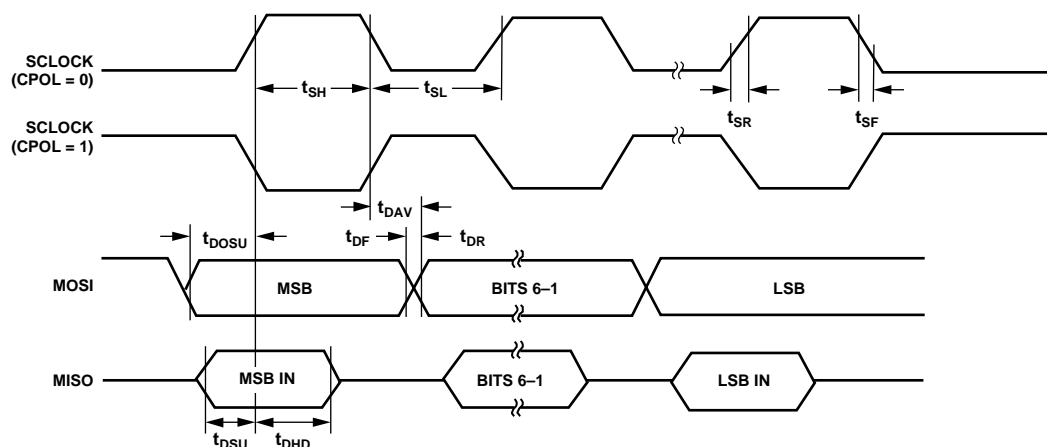 SCLOCK
(CPOL = 0)
tSH
tSL
tSR
tSF
SCLOCK
(CPOL = 1)
tDAV
tDOSU
tDF
tDR
MOSI
MSB
BITS 6–1
LSB
MISO
MSB IN
BITS 6–1
LSB IN
tDSU
tDHD